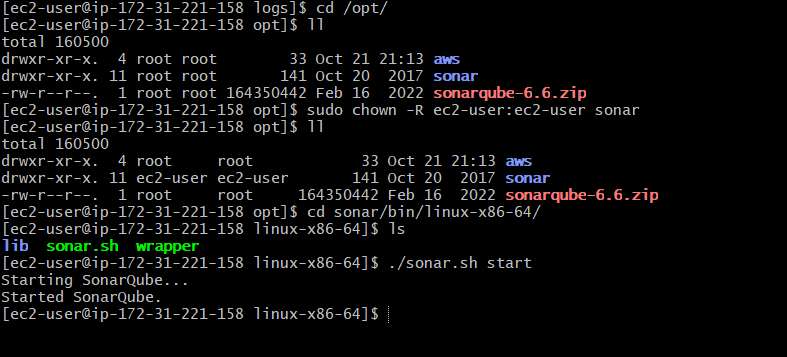 [ec2-user@ip-172-31-221-158 logs]$ cd /opt/
[ec2-user@ip-172-31-221-158 opt]$ ll
total 160500
drwxr-xr-x.  4 root root        33 Oct 21 21:13 aws
drwxr-xr-x. 11 root root       141 Oct 20  2017 sonar
-rw-r--r--.  1 root root 164350442 Feb 16  2022 sonarqube-6.6.zip
[ec2-user@ip-172-31-221-158 opt]$ sudo chown -R ec2-user:ec2-user sonar
[ec2-user@ip-172-31-221-158 opt]$ ll
total 160500
drwxr-xr-x.  4 root     root            33 Oct 21 21:13 aws
drwxr-xr-x. 11 ec2-user ec2-user       141 Oct 20  2017 sonar
-rw-r--r--.  1 root     root     164350442 Feb 16  2022 sonarqube-6.6.zip
[ec2-user@ip-172-31-221-158 opt]$ cd sonar/bin/linux-x86-64/
[ec2-user@ip-172-31-221-158 linux-x86-64]$ ls
lib  sonar.sh  wrapper
[ec2-user@ip-172-31-221-158 linux-x86-64]$ ./sonar.sh start
Starting SonarQube...
Started SonarQube.
[ec2-user@ip-172-31-221-158 linux-x86-64]$